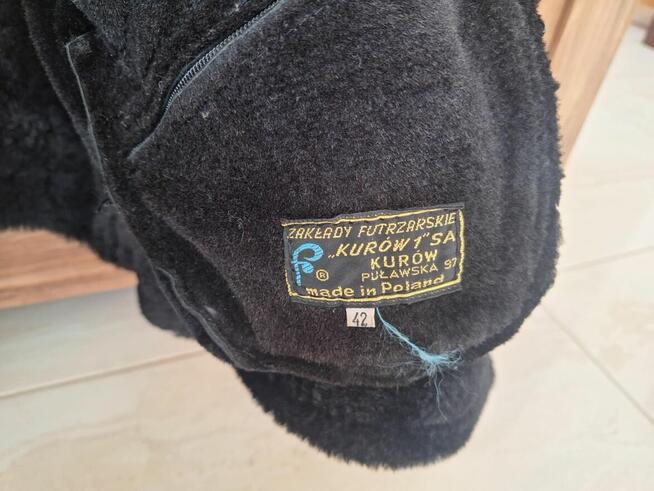 ZAKŁADY FUTRZARSKIE
„KURÓW 1" SA
KURÓW
PUŁAWSKA 97
®
made in Poland
42